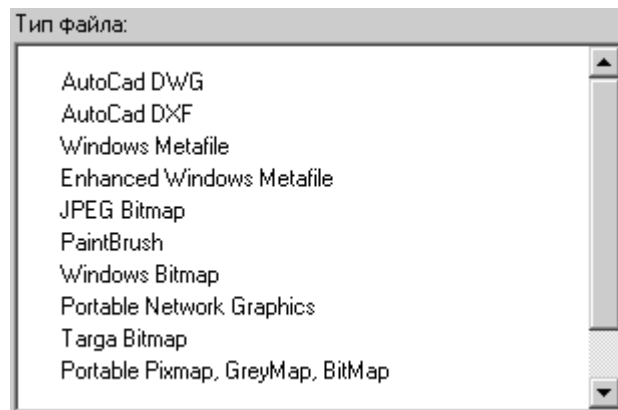 Тип файла:
AutoCad DWG
AutoCad DXF
Windows Metafile
Enhanced Windows Metafile
JPEG Bitmap
PaintBrush
Windows Bitmap
Portable Network Graphics
Targa Bitmap
Portable Pixmap, GreyMap, BitMap